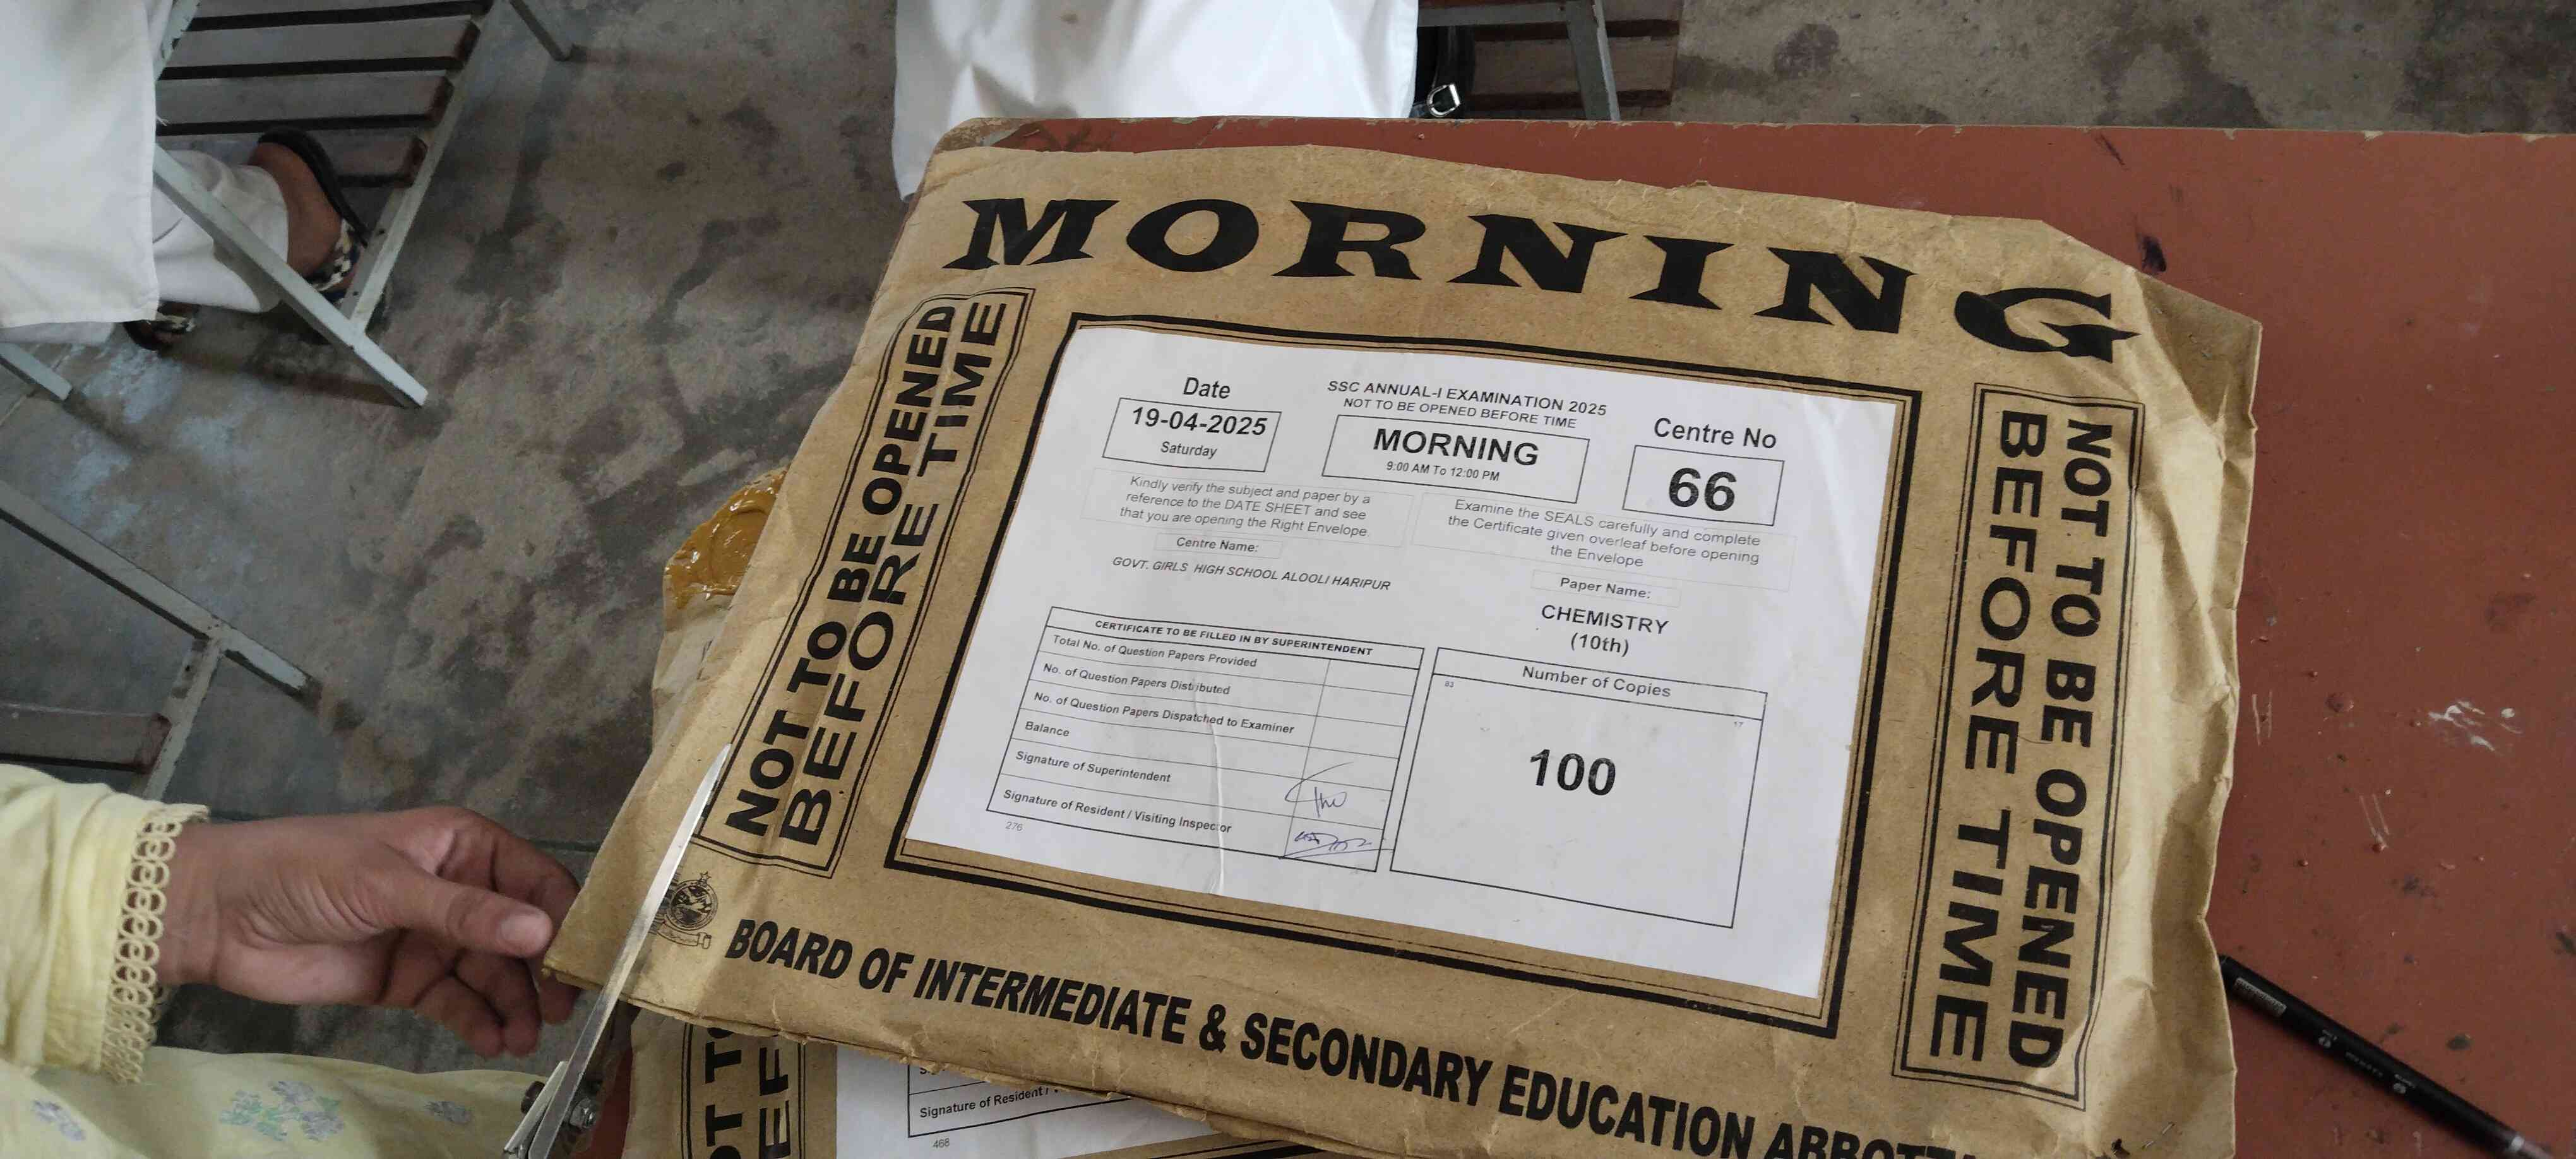 MORNING
NOT TO BE OPENED
BEFORE TIME
Date
19-04-2025
Saturday
SSC ANNUAL-I EXAMINATION 2025
NOT TO BE OPENED BEFORE TIME
MORNING
9:00 AM To 12:00 PM
Centre No
66
Kindly verify the subject and paper by a
reference to the DATE SHEET and see
that you are opening the Right Envelope
Examine the SEALS carefully and complete
the Certificate given overleaf before opening
the Envelope
Centre Name:
GOVT. GIRLS HIGH SCHOOL ALOOLI HARIPUR
Paper Name:
CHEMISTRY
(10th)
CERTIFICATE TO BE FILLED IN BY SUPERINTENDENT
Total No. of Question Papers Provided
No. of Question Papers Distributed
No. of Question Papers Dispatched to Examiner
Balance
Signature of Superintendent
Signature of Resident / Visiting Inspector
276
Number of Copies
83
17
100
NOT TO BE OPENED
BEFORE TIME
BOARD OF INTERMEDIATE & SECONDARY EDUCATION
Signature of Resident /
468